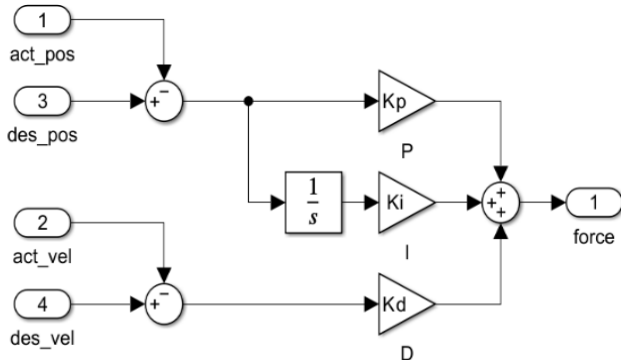 1
act_pos
3
des_pos
+
−
Kp
P
1
s
Ki
I
+
+
+
1
force
2
act_vel
4
des_vel
+
−
Kd
D